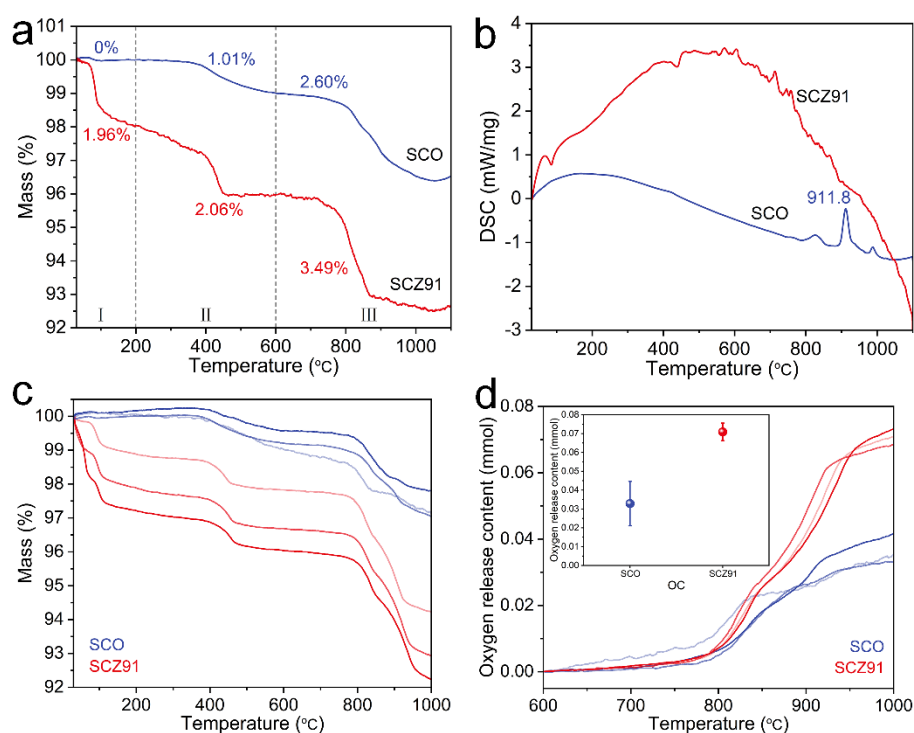 a
101
100
99
98
97
96
95
94
93
92
Mass (%)
0%
1.01%
2.60%
1.96%
2.06%
3.49%
SCO
SCZ91
I
II
III
200
400
600
800
1000
Temperature (°C)
b
4
3
2
1
0
-1
-2
-3
DSC (mW/mg)
SCZ91
SCO
911.8
200
400
600
800
1000
Temperature (°C)
c
100
98
96
94
92
Mass (%)
SCO
SCZ91
200
400
600
800
1000
Temperature (°C)
d
0.08
0.06
0.04
0.02
0.00
Oxygen release content (mmol)
0.08
0.07
0.06
0.05
0.04
0.03
0.02
0.01
0.00
Oxygen release content (mmol)
SCO
SCZ91
OC
SCO
SCZ91
600
700
800
900
1000
Temperature (°C)